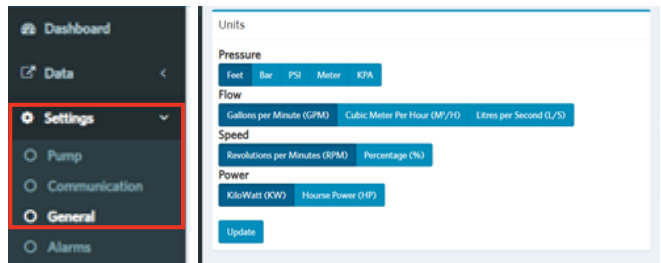 Dashboard
Data
Settings
Pump
Communication
General
Alarms
Units
Pressure
Feet Bar PSI Meter KPA
Flow
Gallons per Minute (GPM) Cubic Meter Per Hour (M³/H) Litres per Second (L/S)
Speed
Revolutions per Minutes (RPM) Percentage (%)
Power
KiloWatt (KW) Hourse Power (HP)
Update